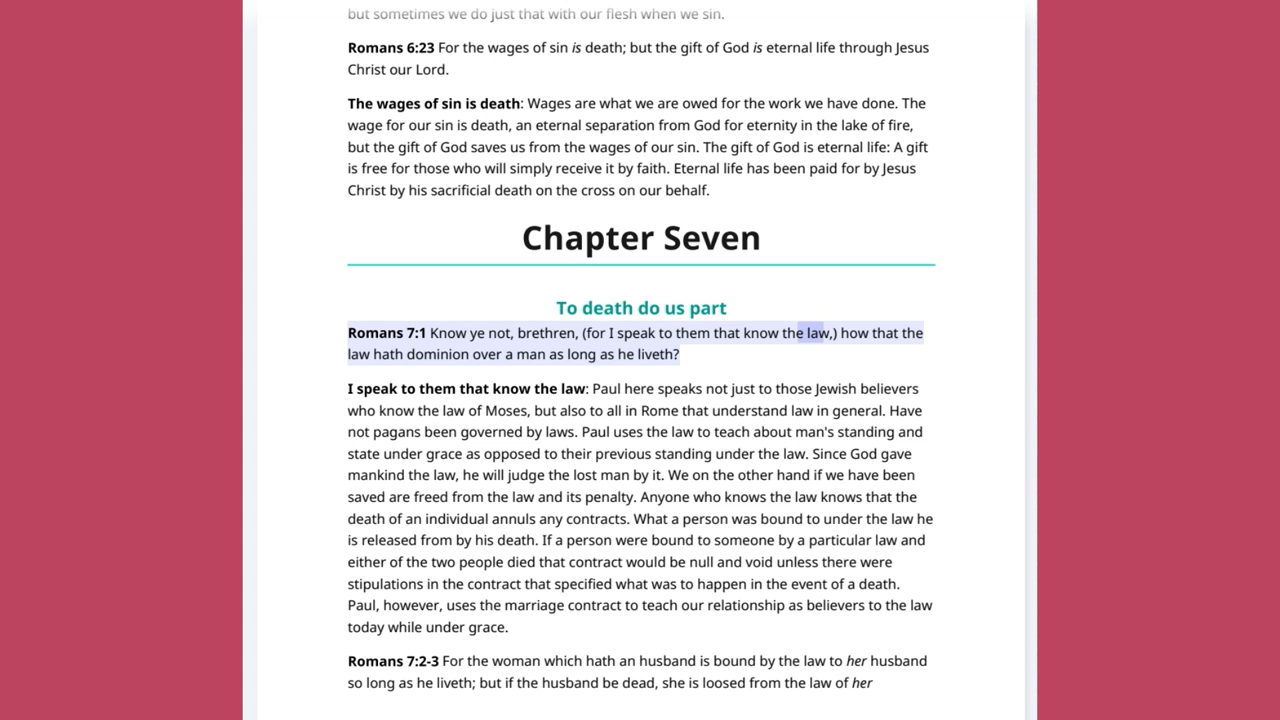 but sometimes we do just that with our flesh when we sin.
Romans 6:23 For the wages of sin is death; but the gift of God is eternal life through Jesus
Christ our Lord.
The wages of sin is death: Wages are what we are owed for the work we have done. The
wage for our sin is death, an eternal separation from God for eternity in the lake of fire,
but the gift of God saves us from the wages of our sin. The gift of God is eternal life: A gift
is free for those who will simply receive it by faith. Eternal life has been paid for by Jesus
Christ by his sacrificial death on the cross on our behalf.
Chapter Seven
To death do us part
Romans 7:1 Know ye not, brethren, (for I speak to them that know the law,) how that the
law hath dominion over a man as long as he liveth?
I speak to them that know the law: Paul here speaks not just to those Jewish believers
who know the law of Moses, but also to all in Rome that understand law in general. Have
not pagans been governed by laws. Paul uses the law to teach about man's standing and
state under grace as opposed to their previous standing under the law. Since God gave
mankind the law, he will judge the lost man by it. We on the other hand if we have been
saved are freed from the law and its penalty. Anyone who knows the law knows that the
death of an individual annuls any contracts. What a person was bound to under the law he
is released from by his death. If a person were bound to someone by a particular law and
either of the two people died that contract would be null and void unless there were
stipulations in the contract that specified what was to happen in the event of a death.
Paul, however, uses the marriage contract to teach our relationship as believers to the law
today while under grace.
Romans 7:2-3 For the woman which hath an husband is bound by the law to her husband
so long as he liveth; but if the husband be dead, she is loosed from the law of her